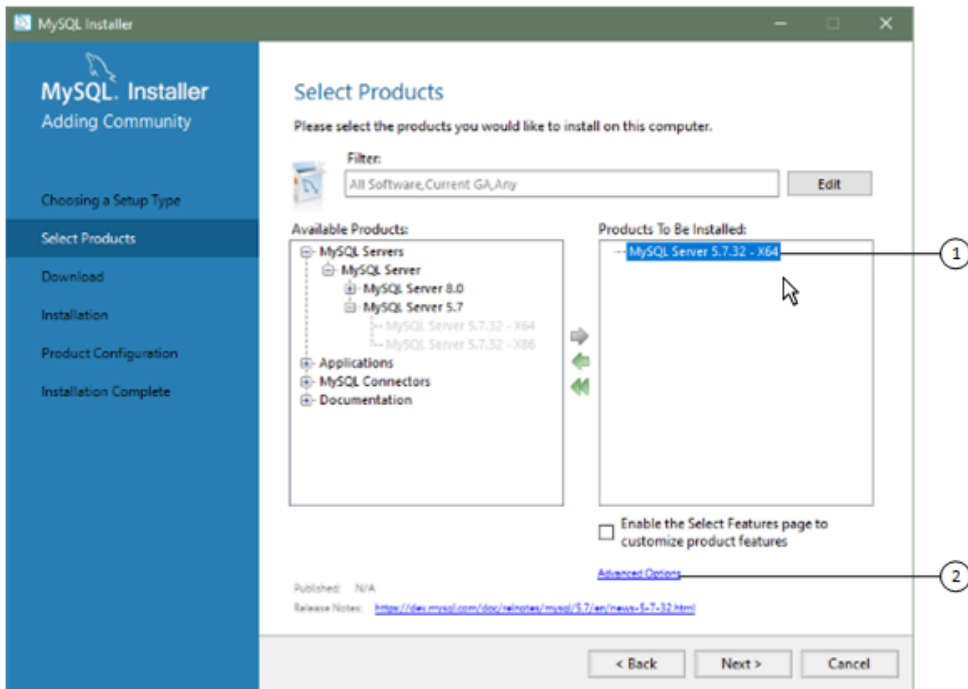 MySQL Installer
MySQL. Installer
Adding Community
Choosing a Setup Type
Select Products
Download
Installation
Product Configuration
Installation Complete
Select Products
Please select the products you would like to install on this computer.
Filter:
All Software,Current GA,Any
Edit
Available Products:
MySQL Servers
MySQL Server
MySQL Server 8.0
MySQL Server 5.7
MySQL Server 5.7.32 - X64
MySQL Server 5.7.32 - X86
Applications
MySQL Connectors
Documentation
Products To Be Installed:
MySQL Server 5.7.32 - X64
1
Enable the Select Features page to
customize product features
Advanced Options
2
Published: N/A
Release Notes: https://dev.mysql.com/doc/relnotes/mysql/5.7/en/news-5-7-32.html
< Back
Next >
Cancel